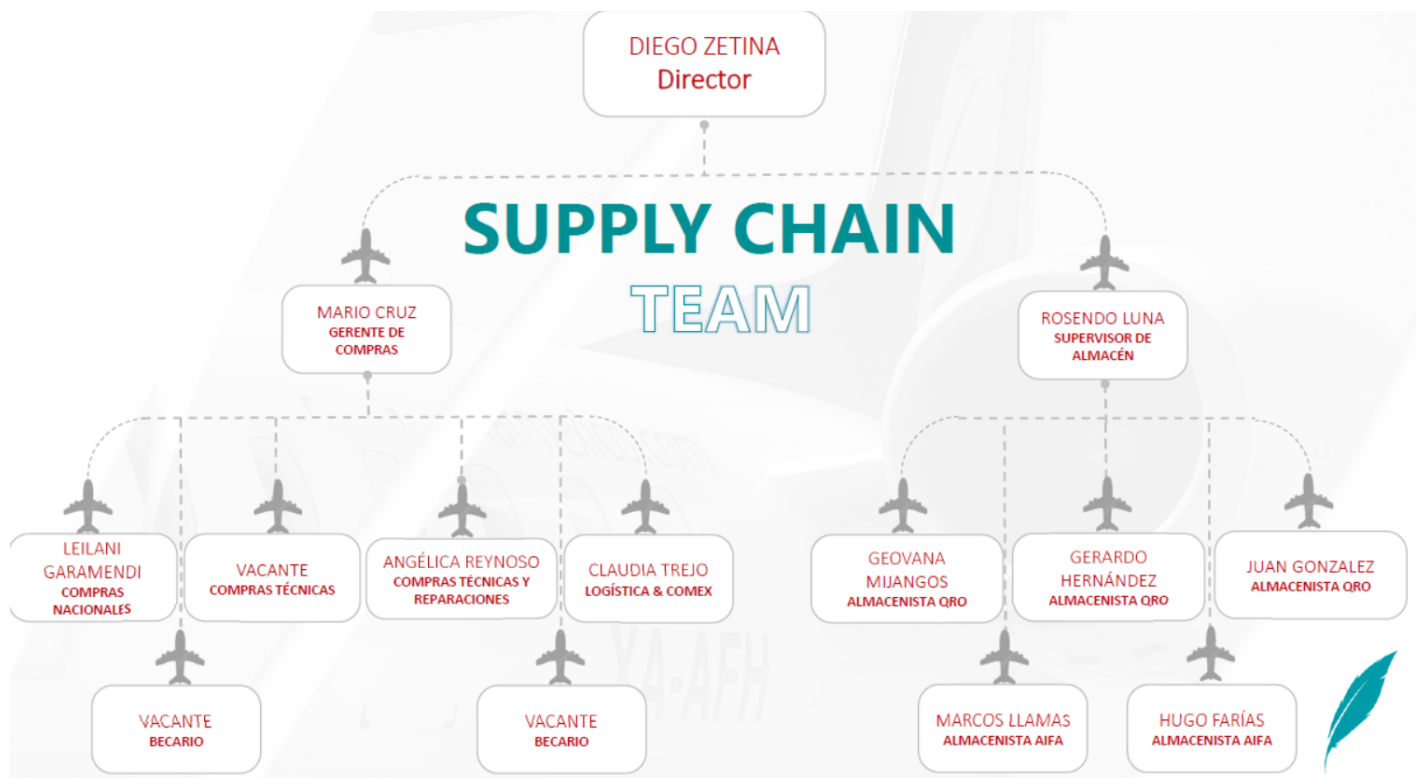 DIEGO ZETINA
Director
SUPPLY CHAIN
TEAM
MARIO CRUZ
GERENTE DE
COMPRAS
ROSENDO LUNA
SUPERVISOR DE
ALMACÉN
LEILANI
GARAMENDI
COMPRAS
NACIONALES
VACANTE
COMPRAS TÉCNICAS
ANGÉLICA REYNOSO
COMPRAS TÉCNICAS Y
REPARACIONES
CLAUDIA TREJO
LOGÍSTICA & COMEX
GEOVANA
MIJANGOS
ALMACENISTA QRO
GERARDO
HERNÁNDEZ
ALMACENISTA QRO
JUAN GONZALEZ
ALMACENISTA QRO
VACANTE
BECARIO
VACANTE
BECARIO
MARCOS LLAMAS
ALMACENISTA AIFA
HUGO FARÍAS
ALMACENISTA AIFA
XA-AFH